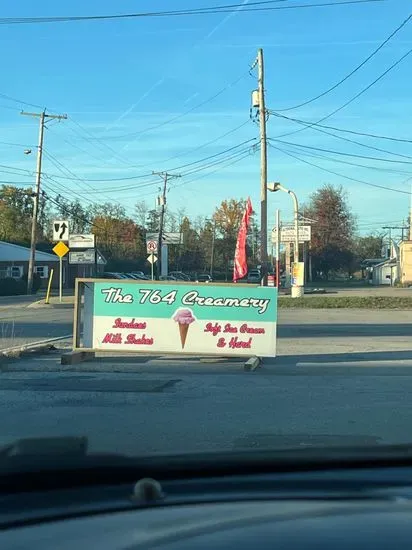 The 764 Creamery
Sundaes
Milk Shakes
Soft Ice Cream
& Hard